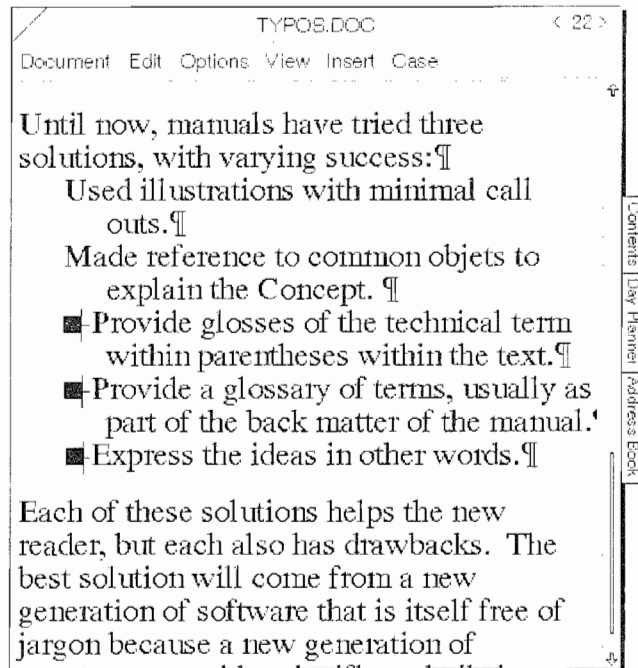 TYPOS.DOC < 22 >
Document Edit Options View Insert Case
Until now, manuals have tried three
solutions, with varying success:¶
Used illustrations with minimal call
outs.¶
Made reference to common objets to
explain the Concept. ¶
Provide glosses of the technical term
within parentheses within the text.¶
Provide a glossary of terms, usually as
part of the back matter of the manual.
Express the ideas in other words.¶
Each of these solutions helps the new
reader, but each also has drawbacks. The
best solution will come from a new
generation of software that is itself free of
jargon because a new generation of
Contents
Day Planner
Address Book